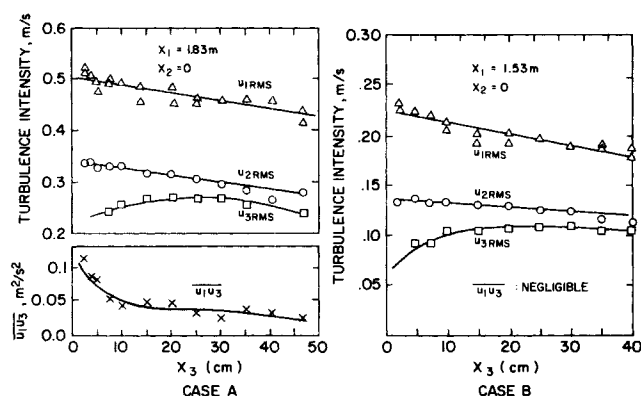 TURBULENCE INTENSITY, m/s
0.6
0.5
0.4
0.3
0.2
X₁ = 1.83m
X₂ = 0
u₁RMS
u₂RMS
u₃RMS
u₁u₃, m²/s²
0.1
0.05
0.0
u₁u₃
0 10 20 30 40 50
X₃ (cm)
CASE A
TURBULENCE INTENSITY, m/s
.25
.20
.15
.10
.05
X₁ = 1.53m
X₂ = 0
u₁RMS
u₂RMS
u₃RMS
u₁u₃ : NEGLIGIBLE
0 10 20 30 40
X₃ (cm)
CASE B